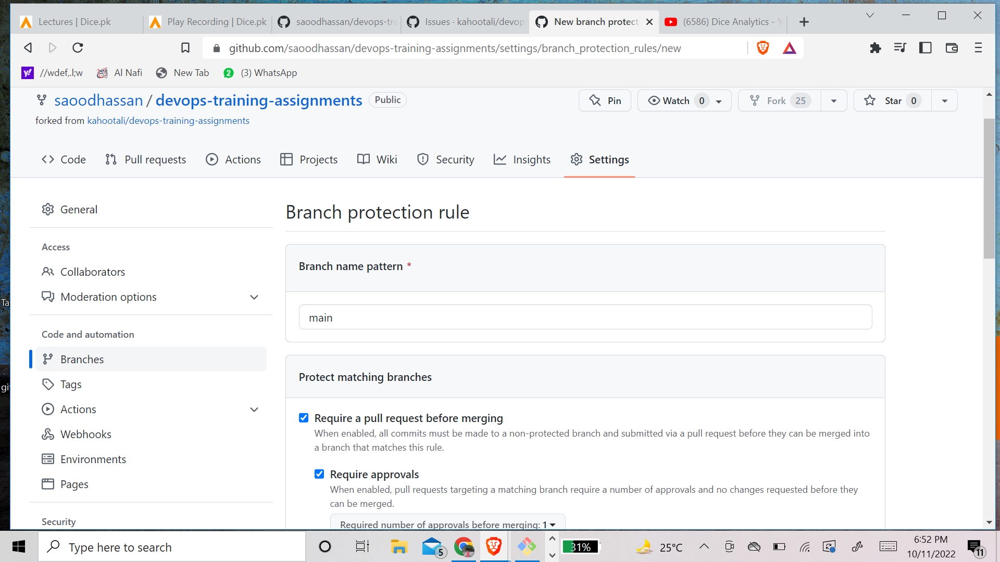 Lectures | Dice.pk
Play Recording | Dice.pk
saoodhassan/devops-tra
Issues · kahootali/devop
New branch protect
(6586) Dice Analytics - Y
github.com/saoodhassan/devops-training-assignments/settings/branch_protection_rules/new
y!
//wdef,.l;w
Al Nafi
New Tab
2
(3) WhatsApp
saoodhassan / devops-training-assignments
Public
Pin
Watch 0
Fork 25
Star 0
forked from kahootali/devops-training-assignments
Code
Pull requests
Actions
Projects
Wiki
Security
Insights
Settings
General
Access
Collaborators
Moderation options
Code and automation
Branches
Tags
Actions
Webhooks
Environments
Pages
Security
Branch protection rule
Branch name pattern *
main
Protect matching branches
Require a pull request before merging
When enabled, all commits must be made to a non-protected branch and submitted via a pull request before they can be merged into
a branch that matches this rule.
Require approvals
When enabled, pull requests targeting a matching branch require a number of approvals and no changes requested before they
can be merged.
Required number of approvals before merging: 1
Ta
git
Type here to search
5
31%
25°C
6:52 PM
10/11/2022
11